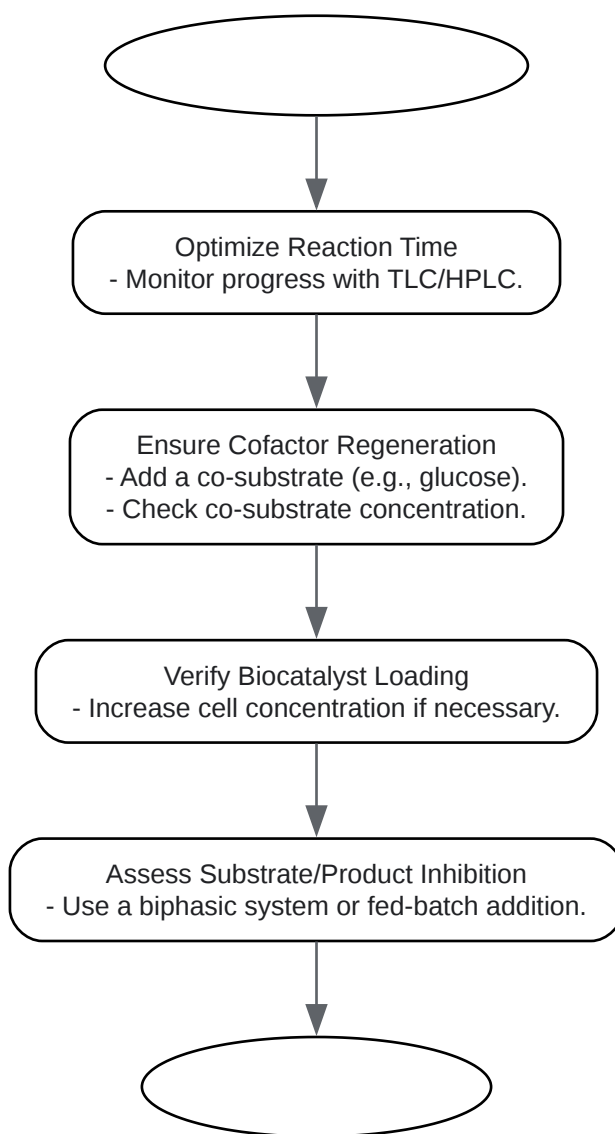 Optimize Reaction Time
- Monitor progress with TLC/HPLC.
Ensure Cofactor Regeneration
- Add a co-substrate (e.g., glucose).
- Check co-substrate concentration.
Verify Biocatalyst Loading
- Increase cell concentration if necessary.
Assess Substrate/Product Inhibition
- Use a biphasic system or fed-batch addition.